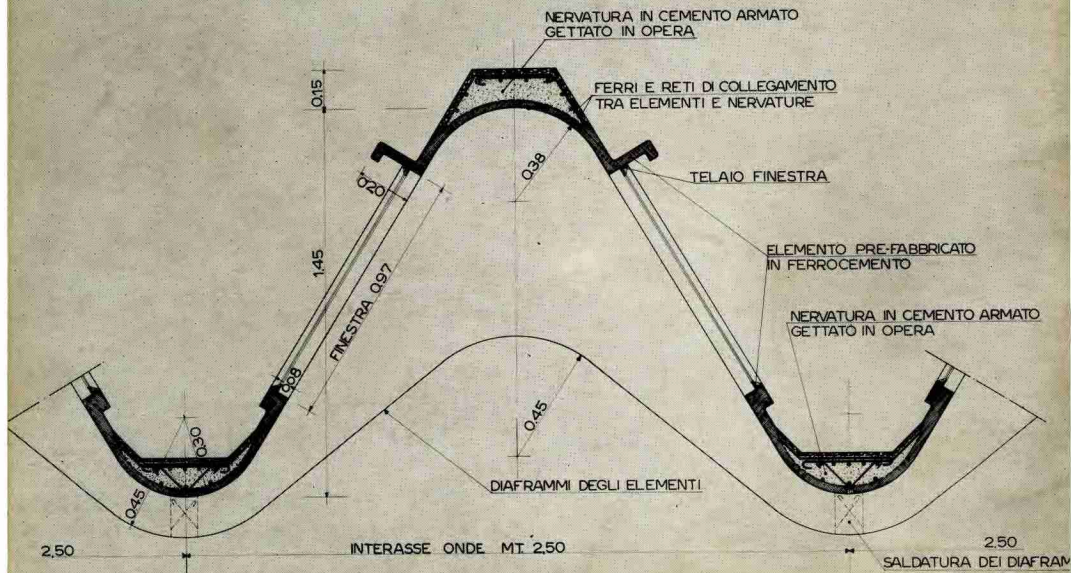 NERVATURA IN CEMENTO ARMATO
GETTATO IN OPERA
0.15
FERRI E RETI DI COLLEGAMENTO
TRA ELEMENTI E NERVATURE
0.38
0.20
TELAIO FINESTRA
1.45
FINESTRA 0.97
ELEMENTO PRE-FABBRICATO
IN FERROCEMENTO
NERVATURA IN CEMENTO ARMATO
GETTATO IN OPERA
0.08
0.45
0.30
0.45
DIAFRAMMI DEGLI ELEMENTI
2,50
INTERASSE ONDE MT 2,50
2.50
SALDATURA DEI DIAFRAM